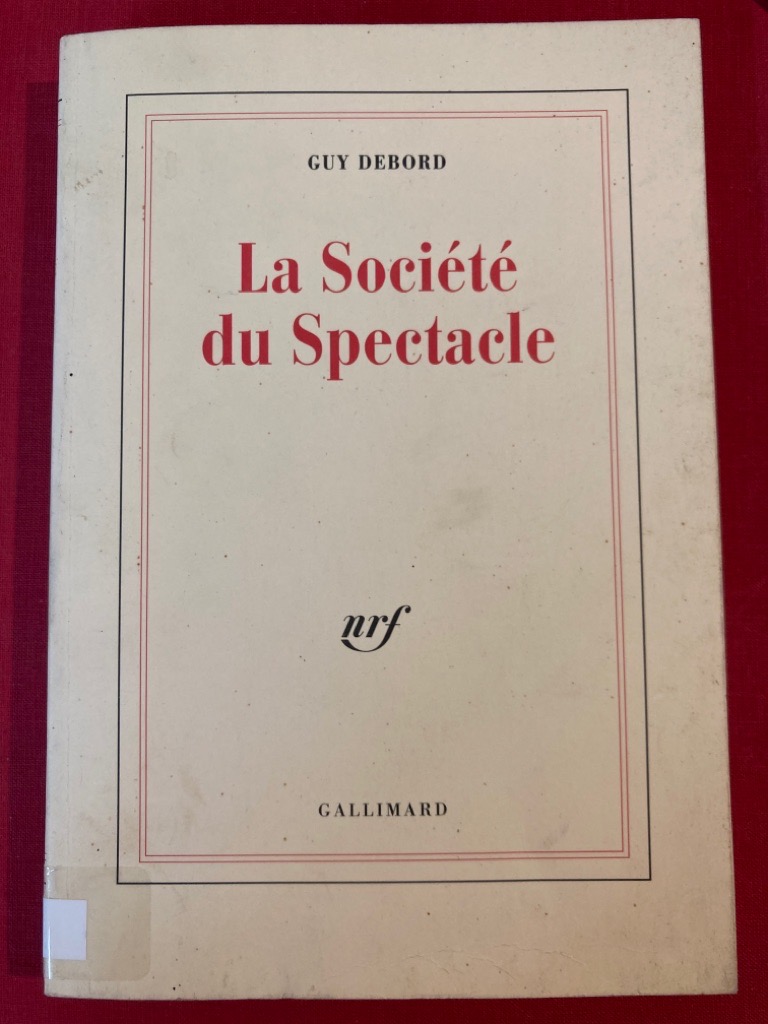 GUY DEBORD
La Société
du Spectacle
nrf
GALLIMARD